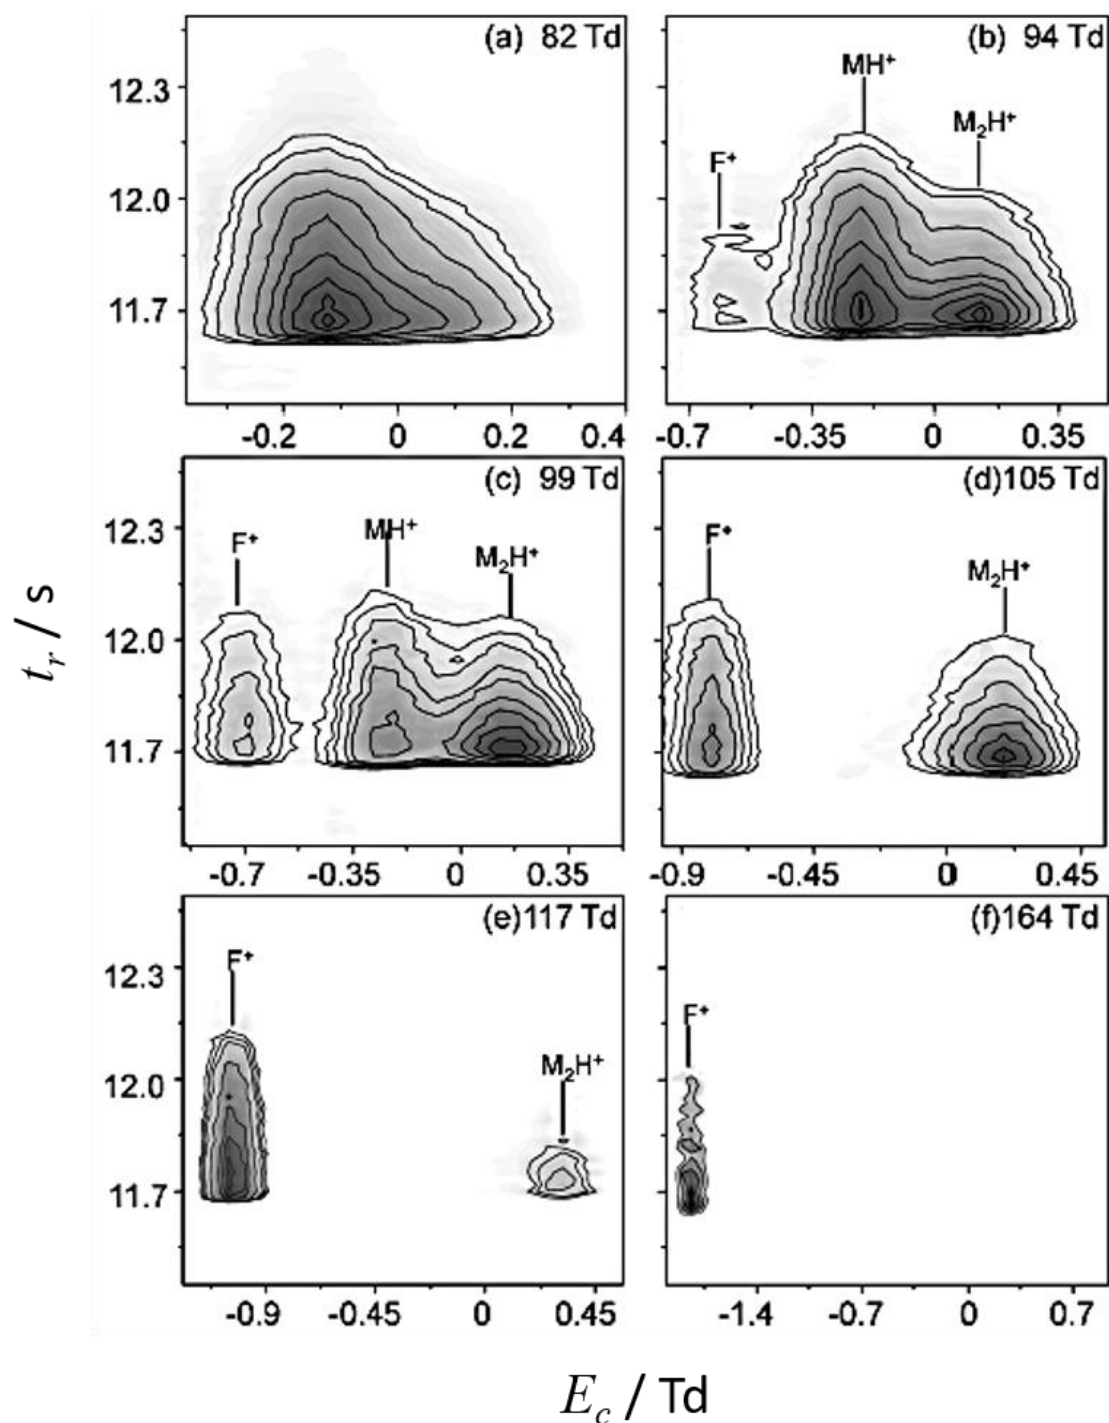 (a) 82 Td
(b) 94 Td
MH⁺
M₂H⁺
F⁺
12.3
12.0
11.7
-0.2 0 0.2 0.4
-0.7 -0.35 0 0.35
(c) 99 Td
(d)105 Td
F⁺
MH⁺
M₂H⁺
F⁺
M₂H⁺
12.3
12.0
11.7
-0.7 -0.35 0 0.35
-0.9 -0.45 0 0.45
(e)117 Td
(f)164 Td
F⁺
M₂H⁺
F⁺
12.3
12.0
11.7
-0.9 -0.45 0 0.45
-1.4 -0.7 0 0.7
tᵣ / s
E_c / Td